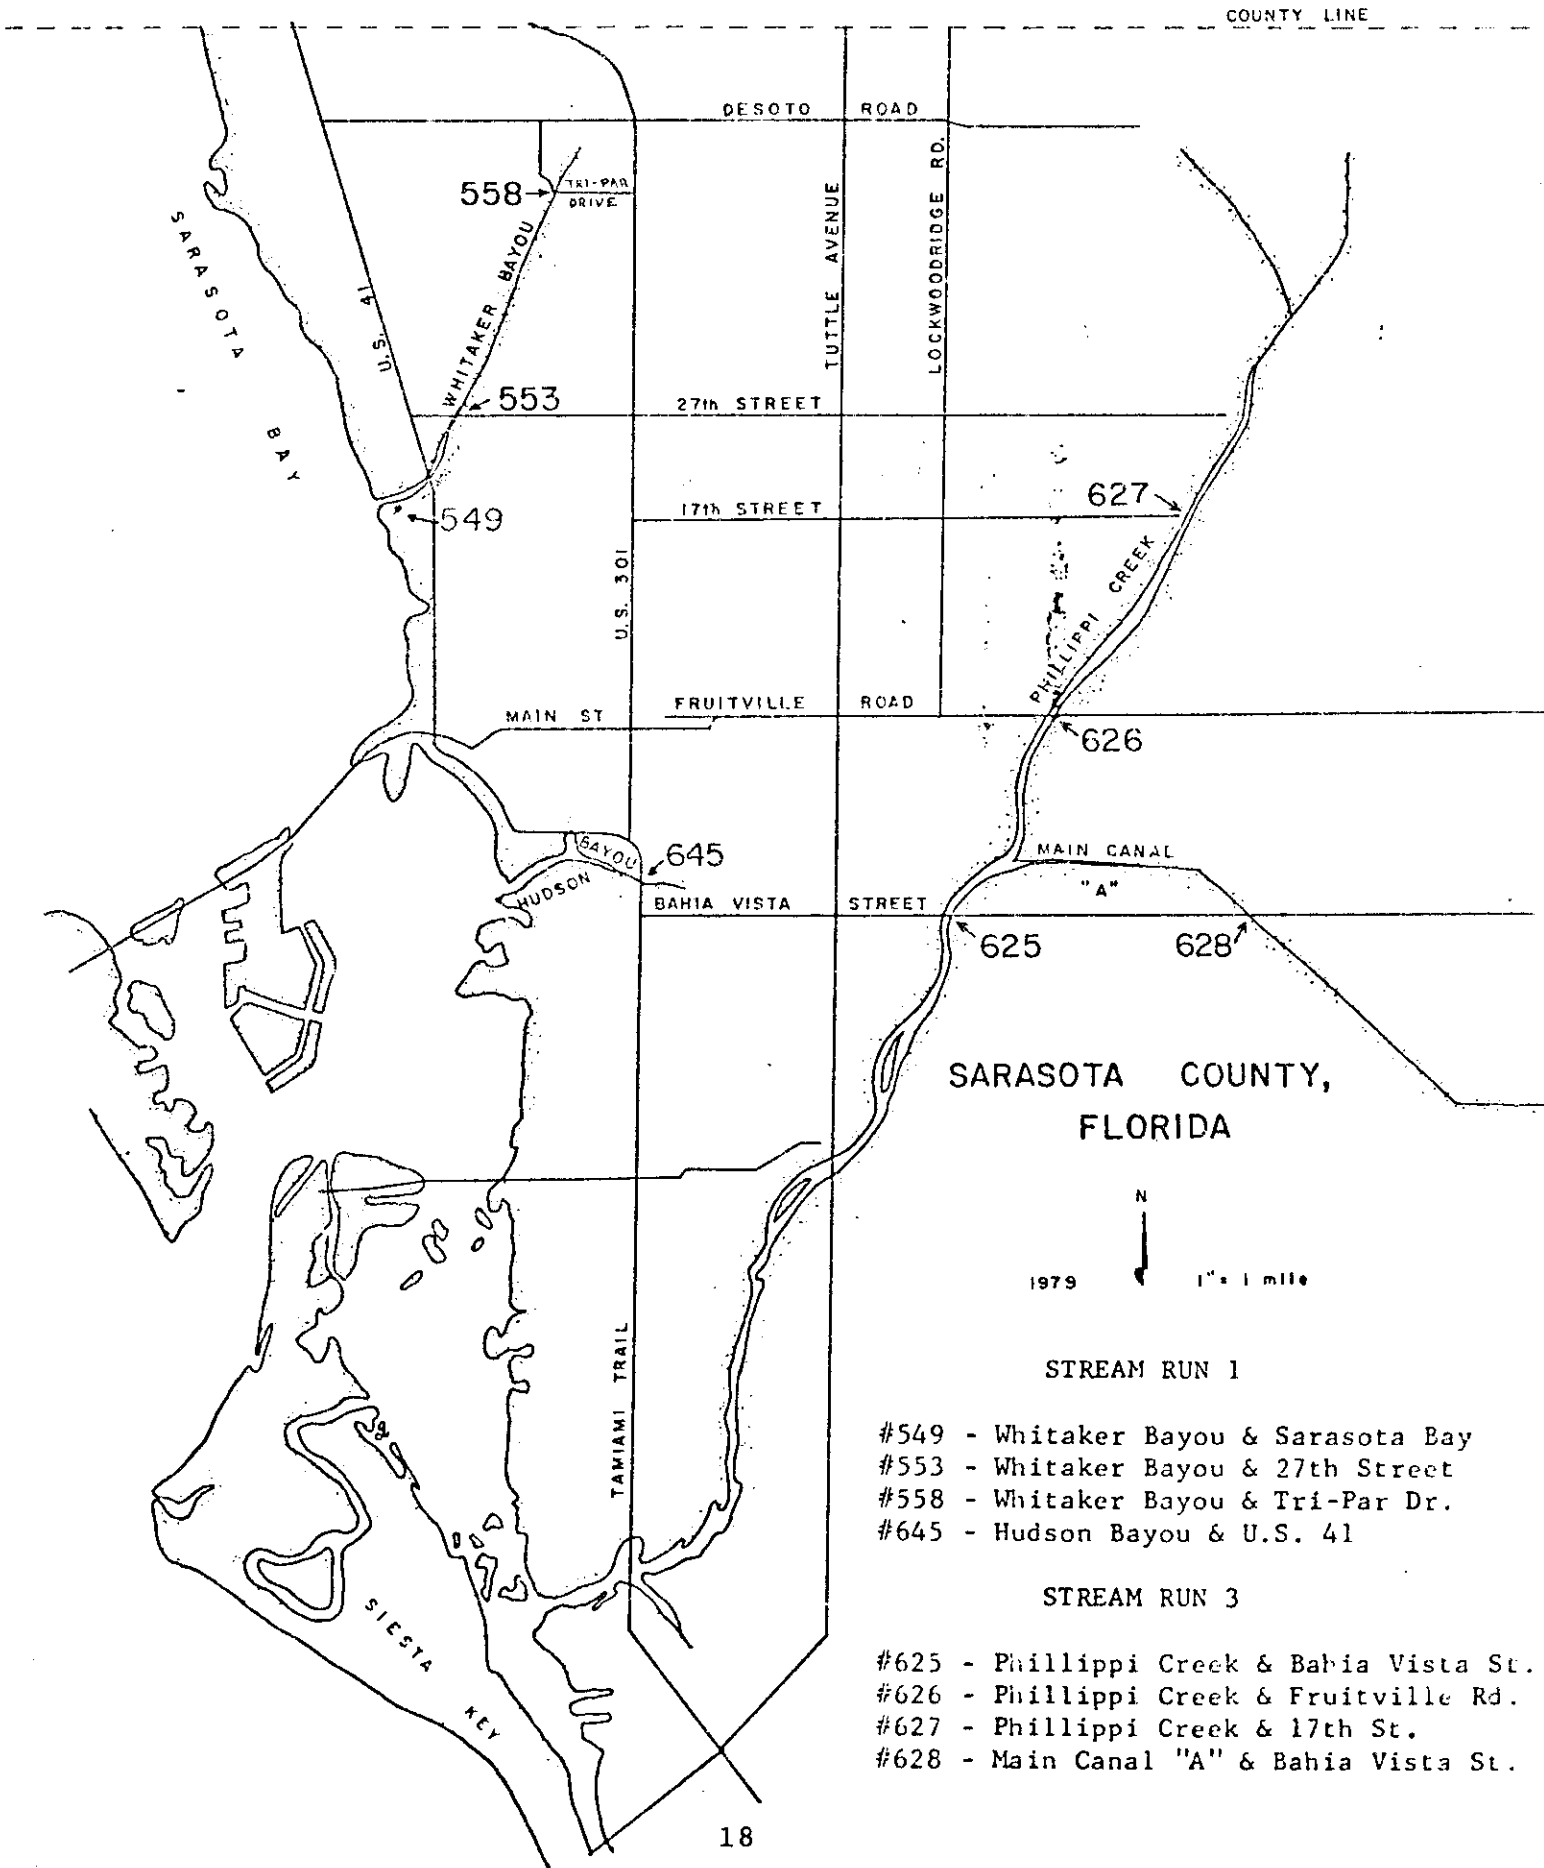 COUNTY LINE
DESOTO ROAD
558
TRI-PAR
DRIVE
TUTTLE AVENUE
LOCKWOODRIDGE RD.
SARASOTA BAY
U.S. 41
WHITAKER BAYOU
553
27th STREET
627
549
17th STREET
U.S. 301
PHILLIPPI CREEK
MAIN ST
FRUITVILLE ROAD
626
BAYOU
645
MAIN CANAL
"A"
HUDSON
BAHIA VISTA STREET
625
628
SARASOTA COUNTY,
FLORIDA
N
1979
1"= 1 mile
TAMIAMI TRAIL
STREAM RUN 1
#549 - Whitaker Bayou & Sarasota Bay
#553 - Whitaker Bayou & 27th Street
#558 - Whitaker Bayou & Tri-Par Dr.
#645 - Hudson Bayou & U.S. 41
STREAM RUN 3
SIESTA KEY
#625 - Phillippi Creek & Bahia Vista St.
#626 - Phillippi Creek & Fruitville Rd.
#627 - Phillippi Creek & 17th St.
#628 - Main Canal "A" & Bahia Vista St.
18